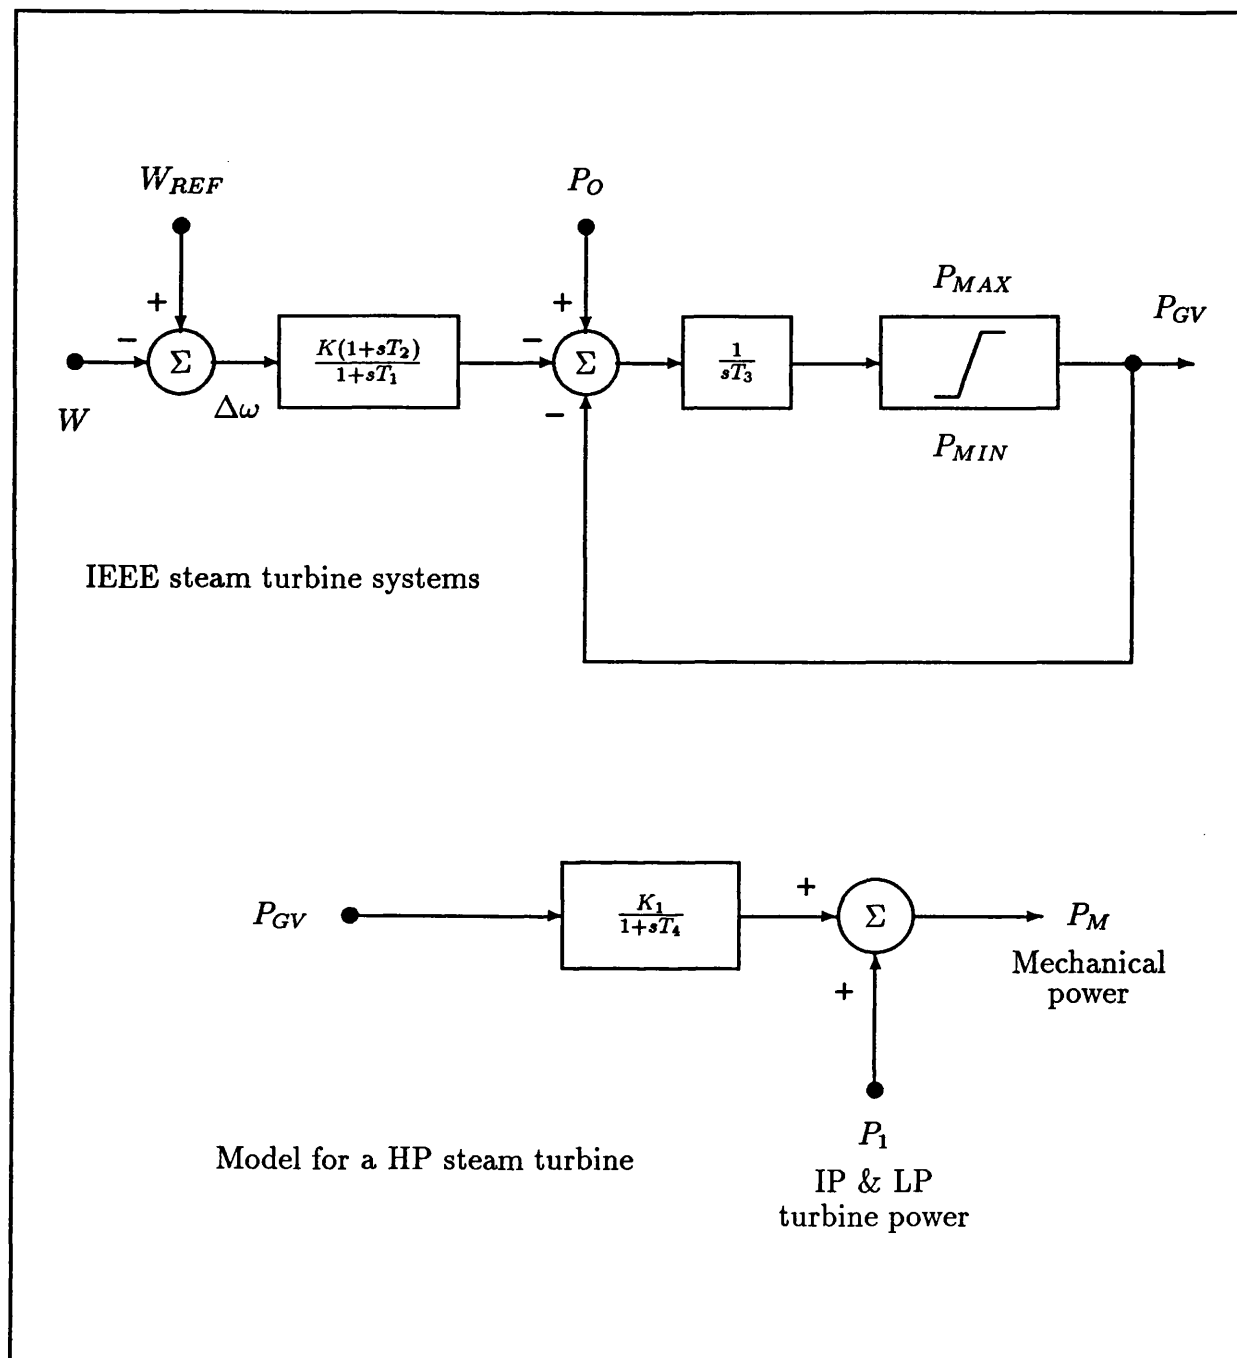 W_REF
P_O
+
+
P_MAX
P_GV
−
Σ
K(1+sT_2)
1+sT_1
−
Σ
1
sT_3
W
Δω
−
P_MIN
IEEE steam turbine systems
P_GV
K_1
1+sT_4
+
Σ
P_M
Mechanical
power
+
P_1
Model for a HP steam turbine
IP & LP
turbine power